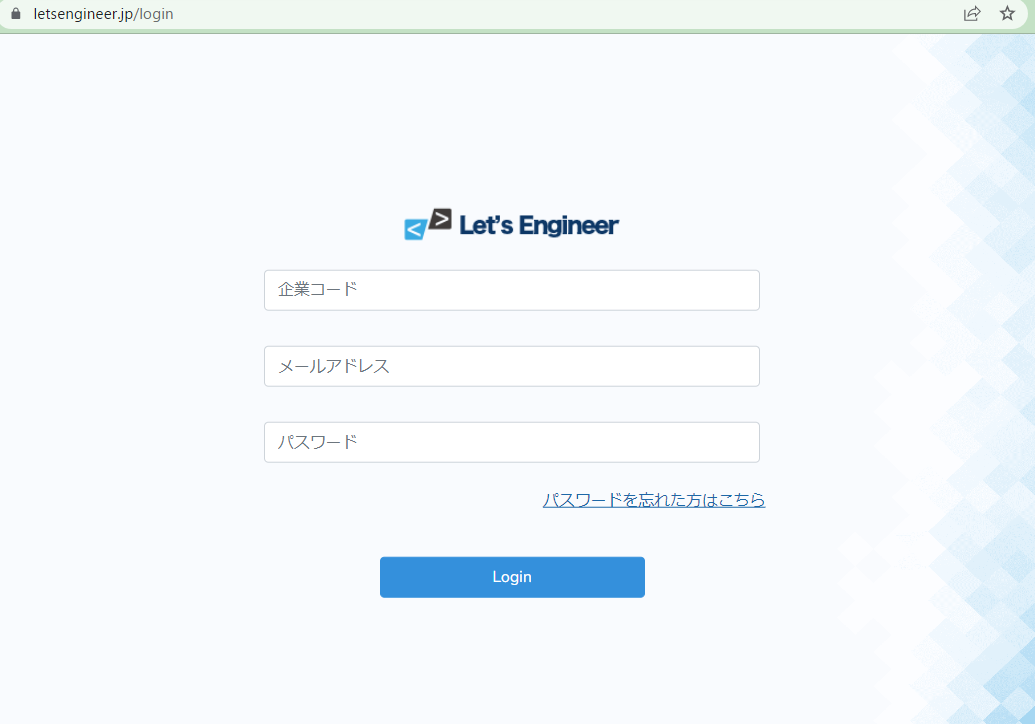 letsengineer.jp/login
<> Let's Engineer
企業コード
メールアドレス
パスワード
パスワードを忘れた方はこちら
Login